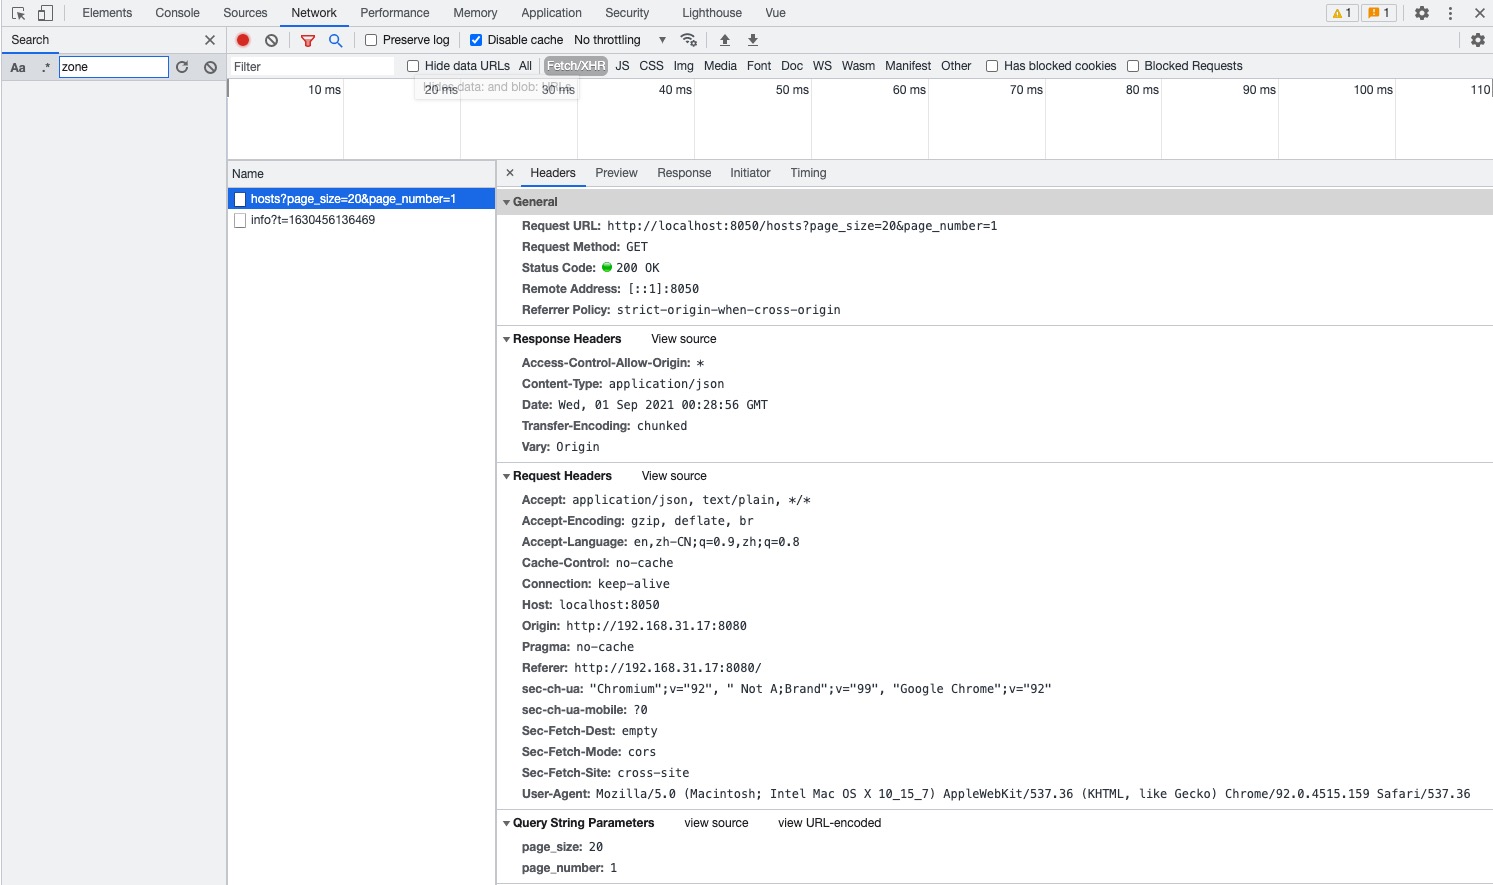 Elements Console Sources Network Performance Memory Application Security Lighthouse Vue 1 1
Search Preserve log Disable cache No throttling
Aa .* zone Filter Hide data URLs All Fetch/XHR JS CSS Img Media Font Doc WS Wasm Manifest Other Has blocked cookies Blocked Requests
Hides data: and blob: URLs
10 ms 20 ms 30 ms 40 ms 50 ms 60 ms 70 ms 80 ms 90 ms 100 ms 110
Name
hosts?page_size=20&page_number=1
info?t=1630456136469
Headers Preview Response Initiator Timing
General
Request URL: http://localhost:8050/hosts?page_size=20&page_number=1
Request Method: GET
Status Code: 200 OK
Remote Address: [::1]:8050
Referrer Policy: strict-origin-when-cross-origin
Response Headers View source
Access-Control-Allow-Origin: *
Content-Type: application/json
Date: Wed, 01 Sep 2021 00:28:56 GMT
Transfer-Encoding: chunked
Vary: Origin
Request Headers View source
Accept: application/json, text/plain, */*
Accept-Encoding: gzip, deflate, br
Accept-Language: en,zh-CN;q=0.9,zh;q=0.8
Cache-Control: no-cache
Connection: keep-alive
Host: localhost:8050
Origin: http://192.168.31.17:8080
Pragma: no-cache
Referer: http://192.168.31.17:8080/
sec-ch-ua: "Chromium";v="92", " Not A;Brand";v="99", "Google Chrome";v="92"
sec-ch-ua-mobile: ?0
Sec-Fetch-Dest: empty
Sec-Fetch-Mode: cors
Sec-Fetch-Site: cross-site
User-Agent: Mozilla/5.0 (Macintosh; Intel Mac OS X 10_15_7) AppleWebKit/537.36 (KHTML, like Gecko) Chrome/92.0.4515.159 Safari/537.36
Query String Parameters view source view URL-encoded
page_size: 20
page_number: 1